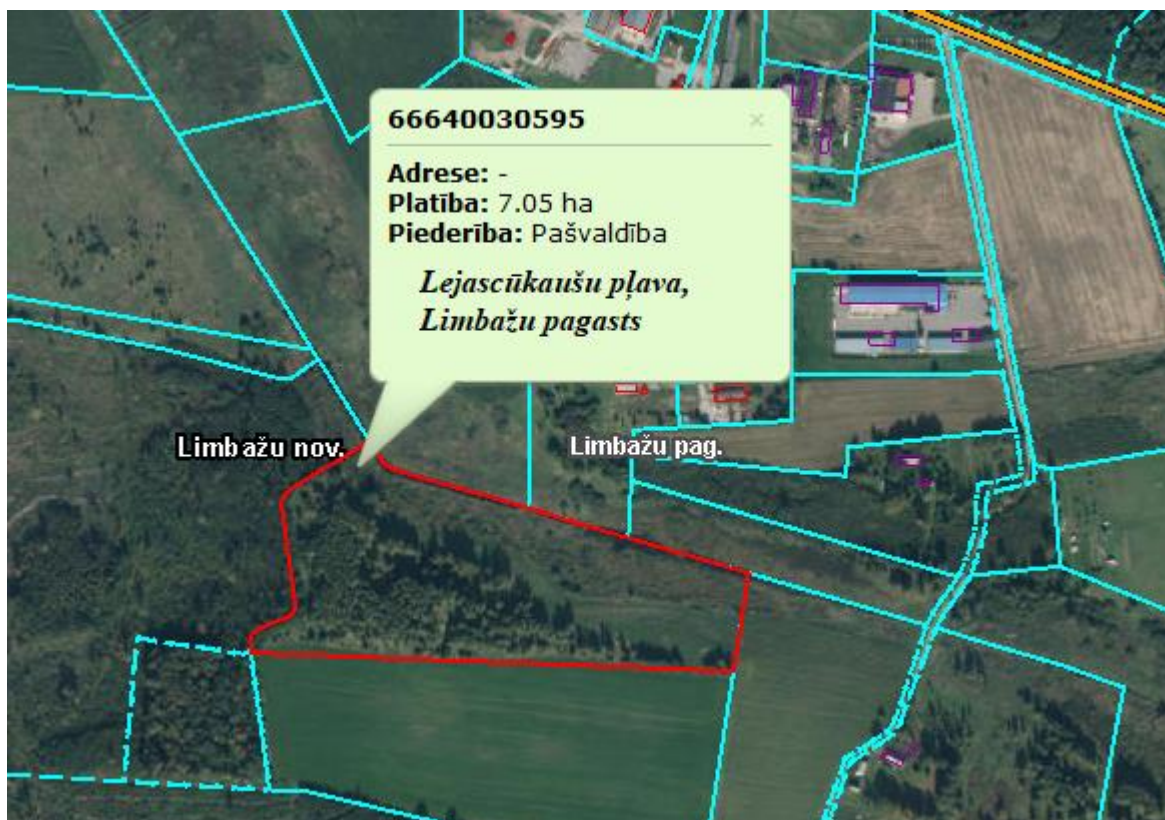 66640030595 ×
Adrese: -
Platība: 7.05 ha
Piederība: Pašvaldība
Lejascūkaušu pļava,
Limbažu pagasts
Limbažu nov.
Limbažu pag.